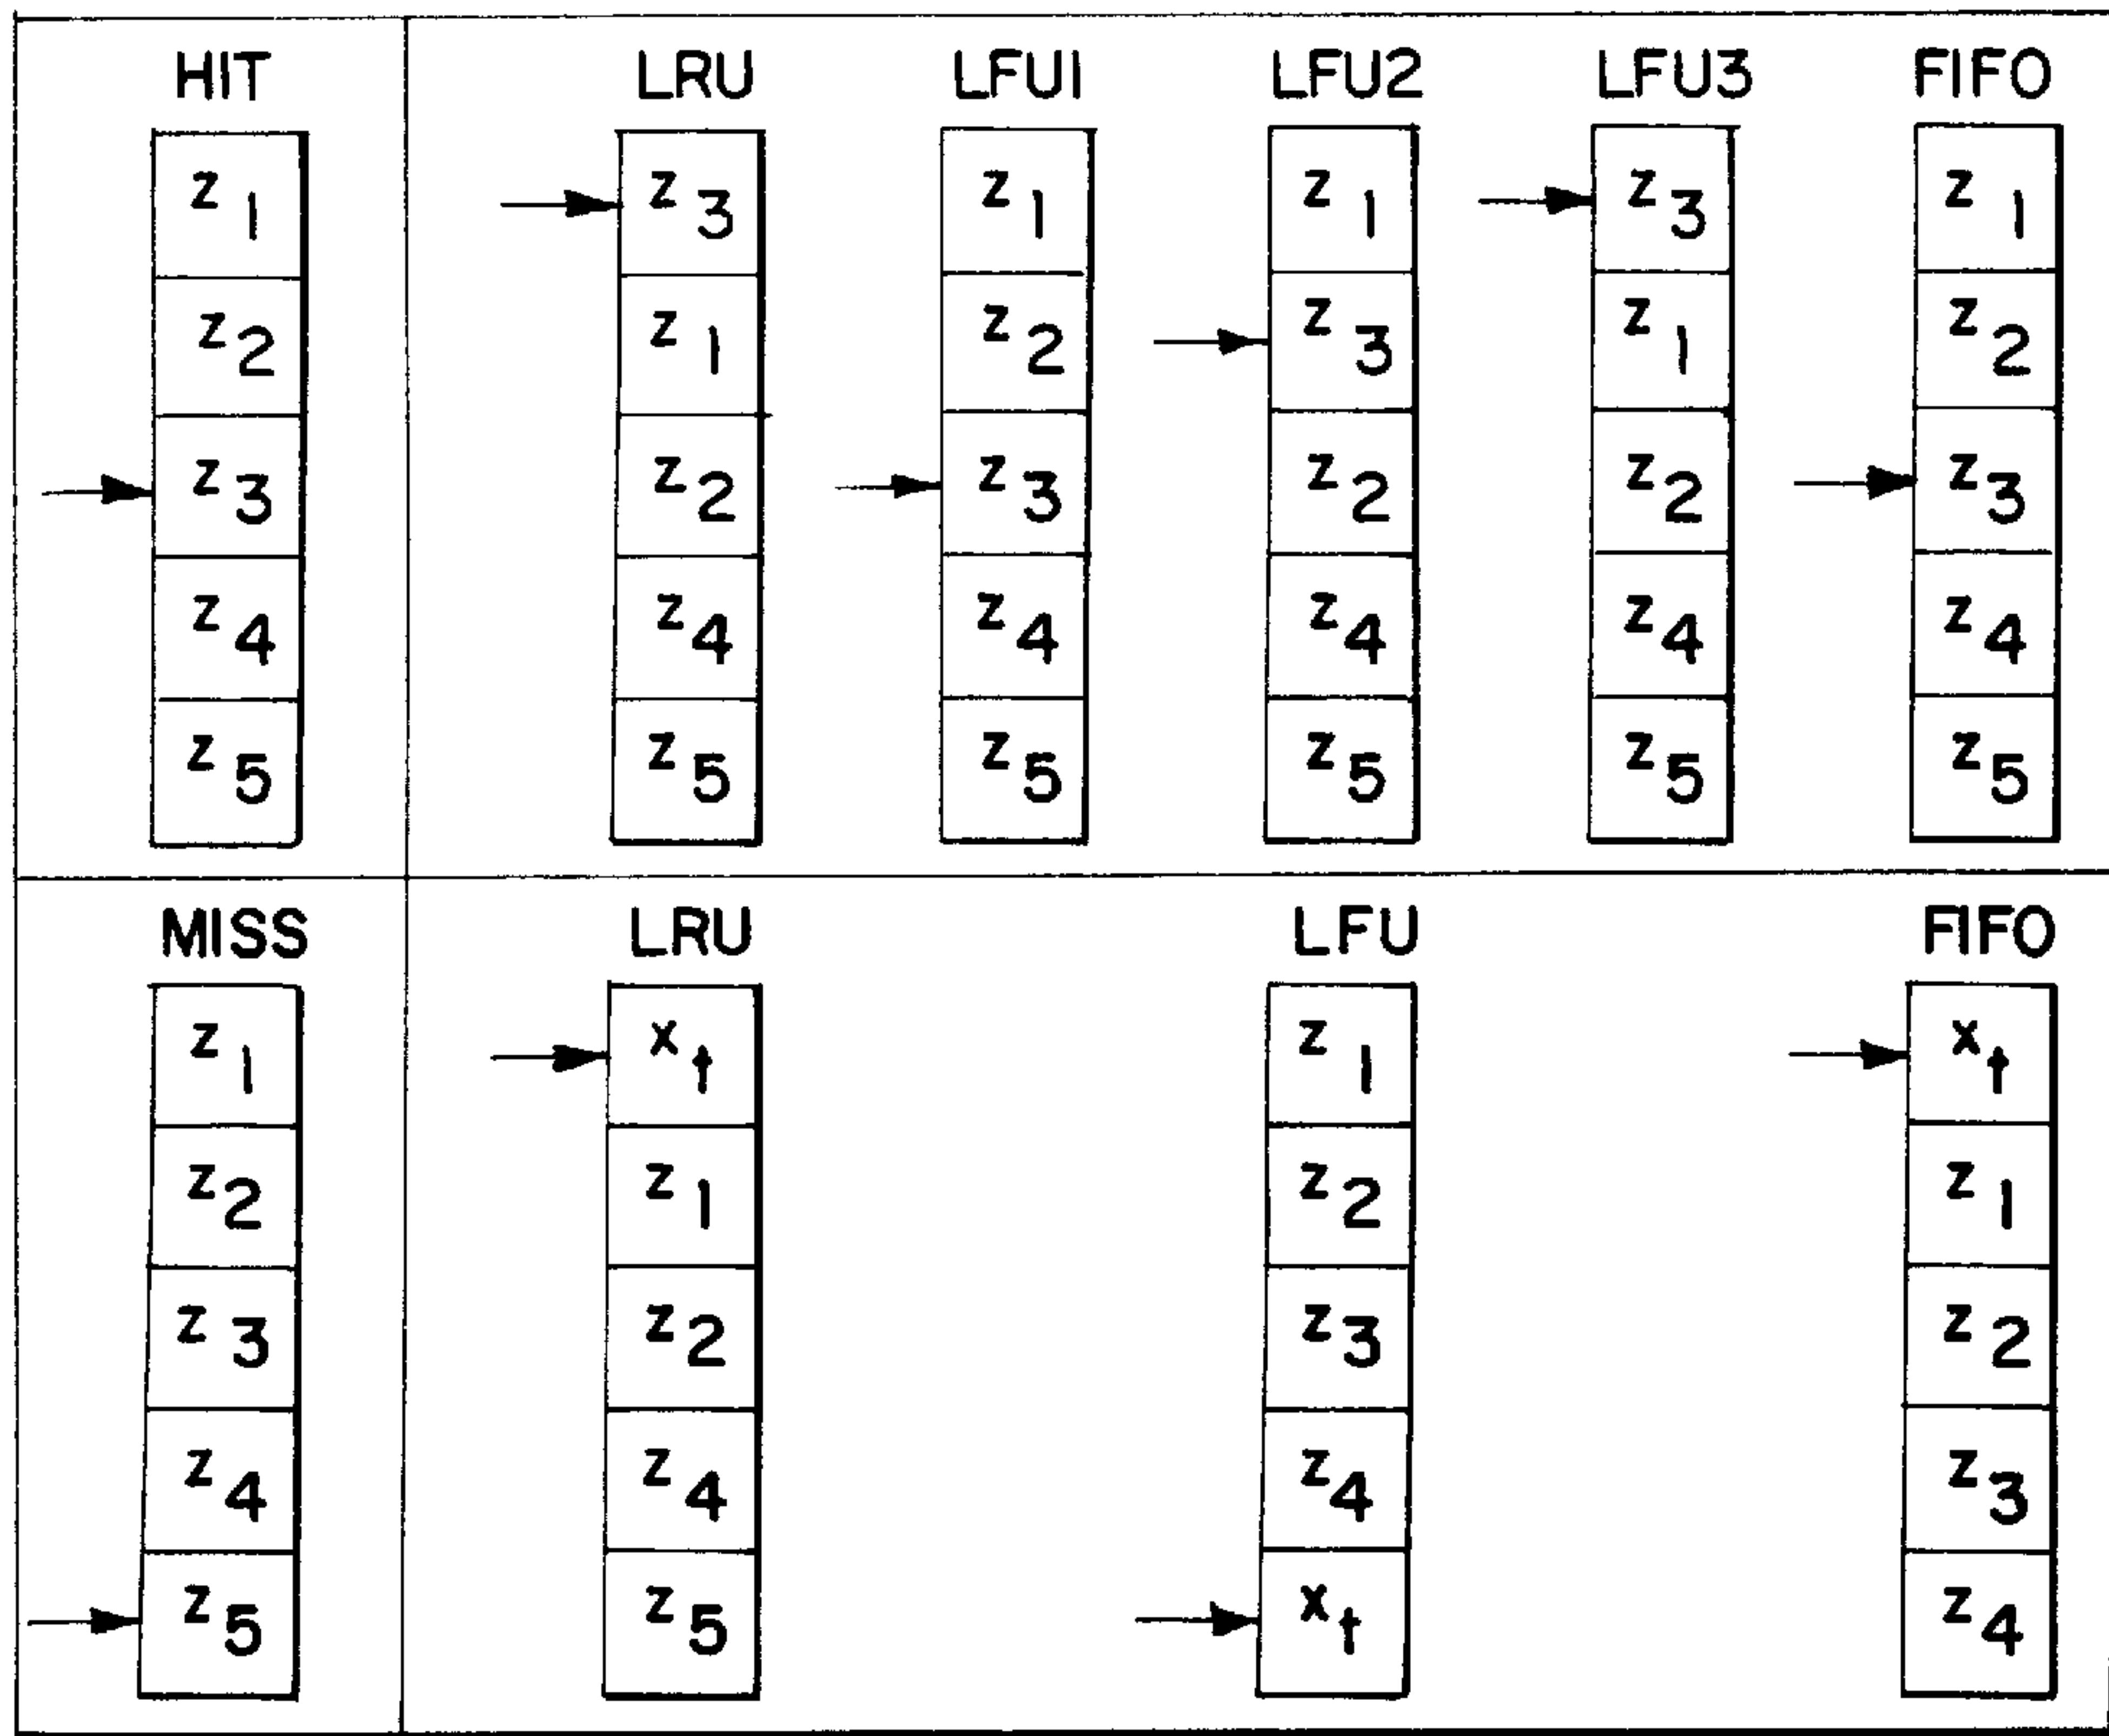 HIT LRU LFU1 LFU2 LFU3 FIFO
z1 z3 z1 z1 z3 z1
z2 z1 z2 z3 z1 z2
z3 z2 z3 z2 z2 z3
z4 z4 z4 z4 z4 z4
z5 z5 z5 z5 z5 z5
MISS LRU LFU FIFO
z1 xt z1 xt
z2 z1 z2 z1
z3 z2 z3 z2
z4 z4 z4 z3
z5 z5 xt z4